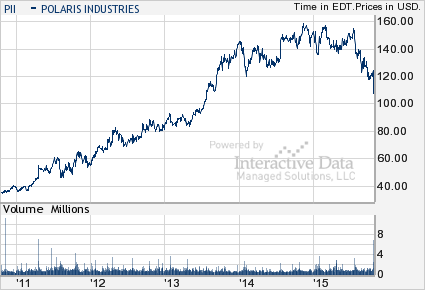 PII - POLARIS INDUSTRIES
Time in EDT.Prices in USD.
160.00
140.00
120.00
100.00
80.00
60.00
40.00
Powered by
Interactive Data
Managed Solutions, LLC
Volume Millions
8
4
0
'11 '12 '13 '14 '15